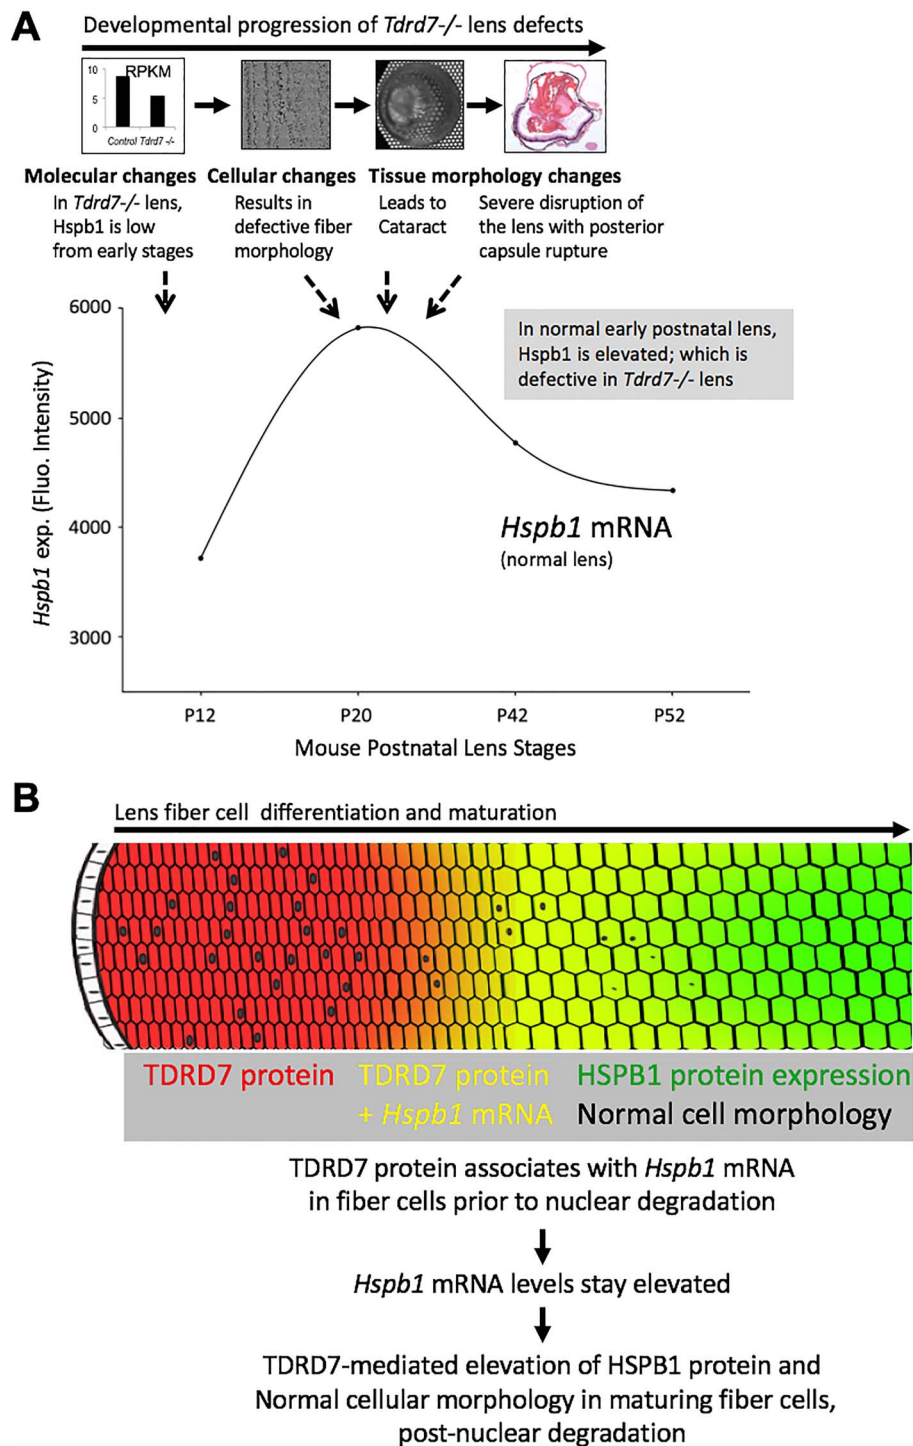 A
Developmental progression of Tdrd7-/- lens defects
10
RPKM
5
0
Control Tdrd7 -/-
Molecular changes
In Tdrd7-/- lens,
Hspb1 is low
from early stages
Cellular changes
Results in
defective fiber
morphology
Tissue morphology changes
Leads to
Cataract
Severe disruption of
the lens with posterior
capsule rupture
6000
5000
4000
3000
Hspb1 exp. (Fluo. Intensity)
In normal early postnatal lens,
Hspb1 is elevated; which is
defective in Tdrd7-/- lens
Hspb1 mRNA
(normal lens)
P12 P20 P42 P52
Mouse Postnatal Lens Stages
B
Lens fiber cell differentiation and maturation
TDRD7 protein
TDRD7 protein
+ Hspb1 mRNA
HSPB1 protein expression
Normal cell morphology
TDRD7 protein associates with Hspb1 mRNA
in fiber cells prior to nuclear degradation
Hspb1 mRNA levels stay elevated
TDRD7-mediated elevation of HSPB1 protein and
Normal cellular morphology in maturing fiber cells,
post-nuclear degradation